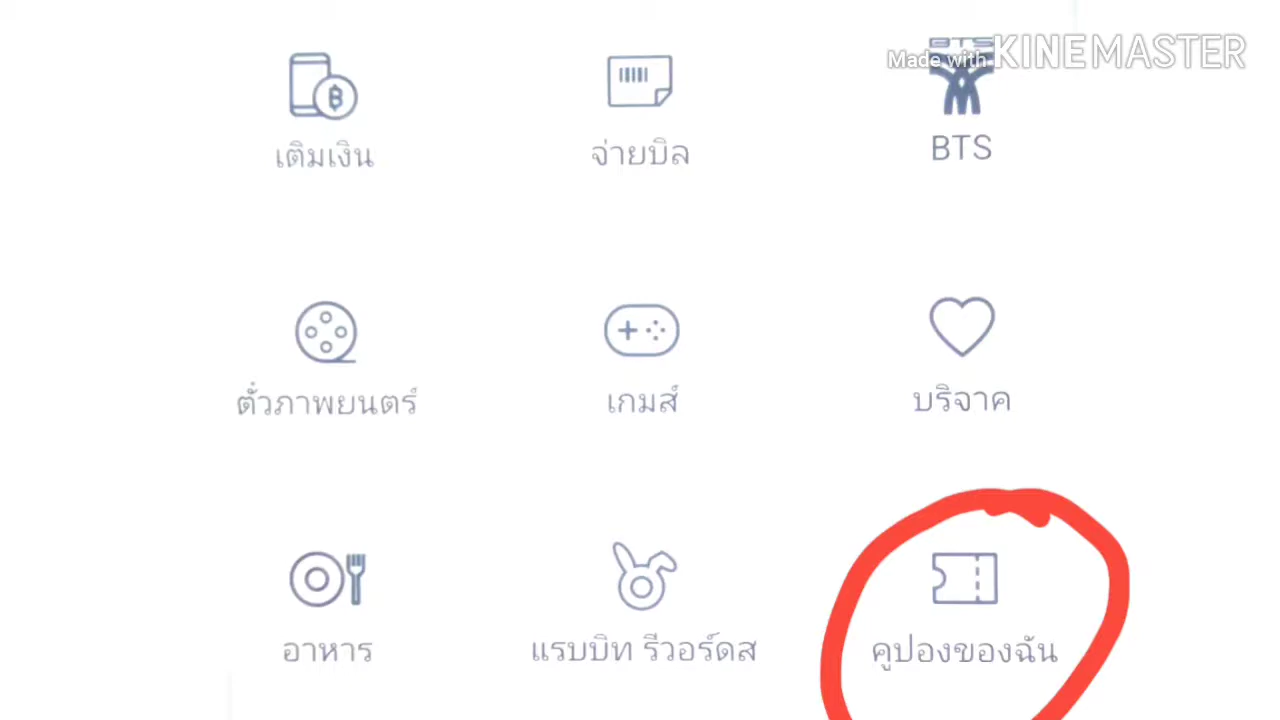 Made with KINEMASTER
BTS
เติมเงิน
จ่ายบิล
BTS
ตั๋วภาพยนตร์
เกมส์
บริจาค
อาหาร
แรบบิท รีวอร์ดส
คูปองของฉัน